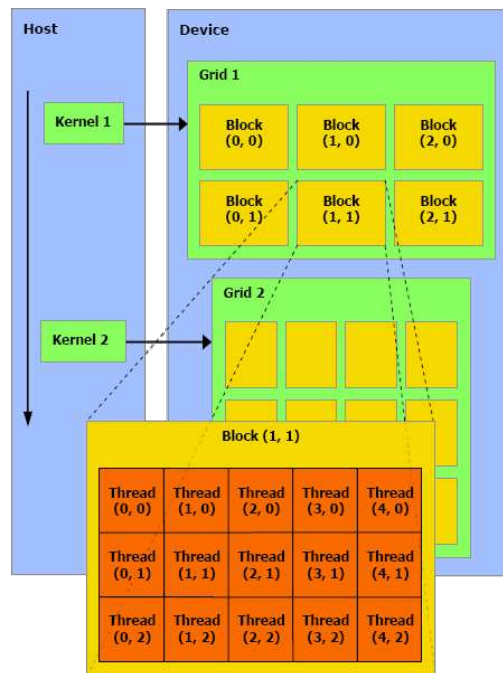 Host
Device
Grid 1
Kernel 1
Block
(0, 0)
Block
(1, 0)
Block
(2, 0)
Block
(0, 1)
Block
(1, 1)
Block
(2, 1)
Grid 2
Kernel 2
Block (1, 1)
Thread
(0, 0)
Thread
(1, 0)
Thread
(2, 0)
Thread
(3, 0)
Thread
(4, 0)
Thread
(0, 1)
Thread
(1, 1)
Thread
(2, 1)
Thread
(3, 1)
Thread
(4, 1)
Thread
(0, 2)
Thread
(1, 2)
Thread
(2, 2)
Thread
(3, 2)
Thread
(4, 2)